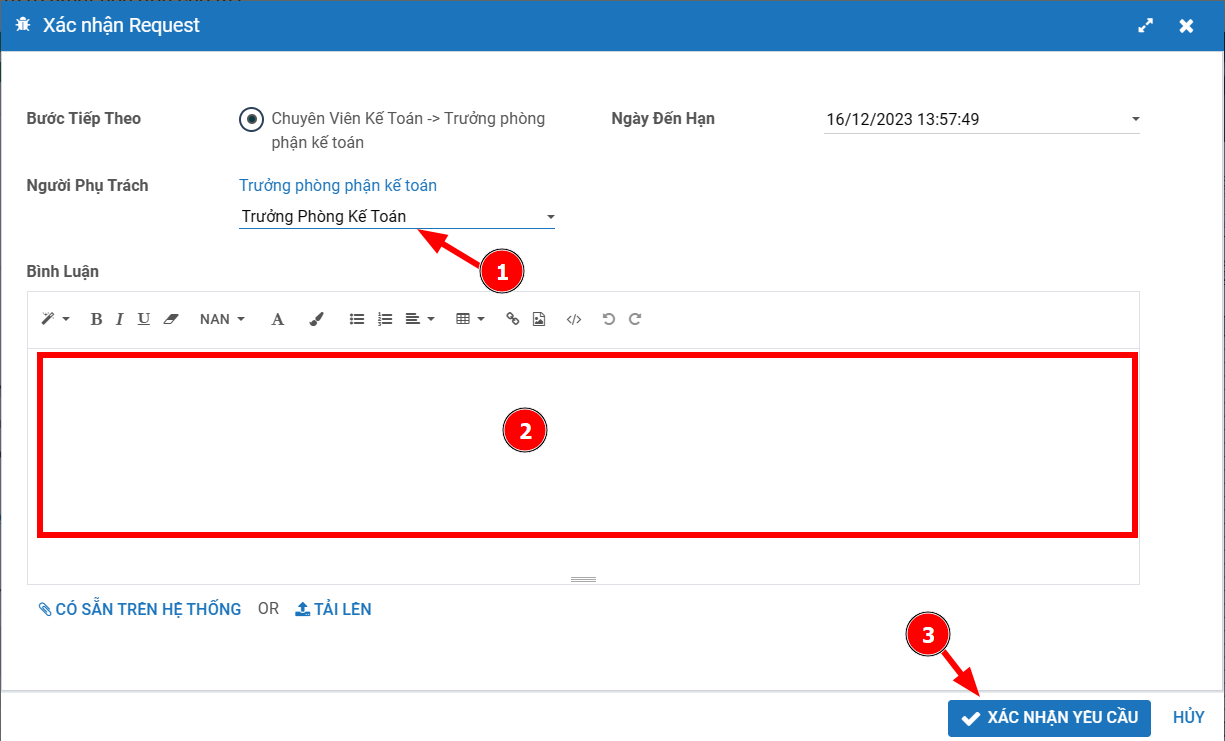 Xác nhận Request
Bước Tiếp Theo
Chuyên Viên Kế Toán -> Trưởng phòng
phận kế toán
Ngày Đến Hạn
16/12/2023 13:57:49
Người Phụ Trách
Trưởng phòng phận kế toán
Trưởng Phòng Kế Toán
1
Bình Luận
B I U NAN A
2
CÓ SẴN TRÊN HỆ THỐNG OR TẢI LÊN
3
XÁC NHẬN YÊU CẦU HỦY